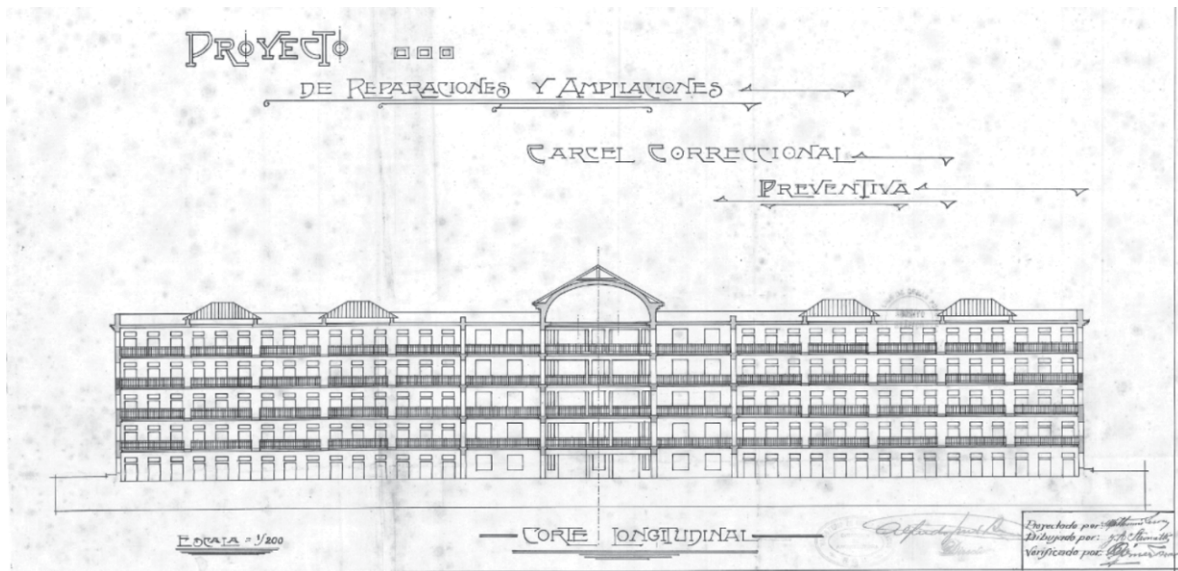 PROYECTO
DE REPARACIONES Y AMPLIACIONES
CARCEL CORRECCIONAL
PREVENTIVA
ESCALA = 1/200
CORTE LONGITUDINAL
Proyectado por:
Dibujado por:
Verificado por: